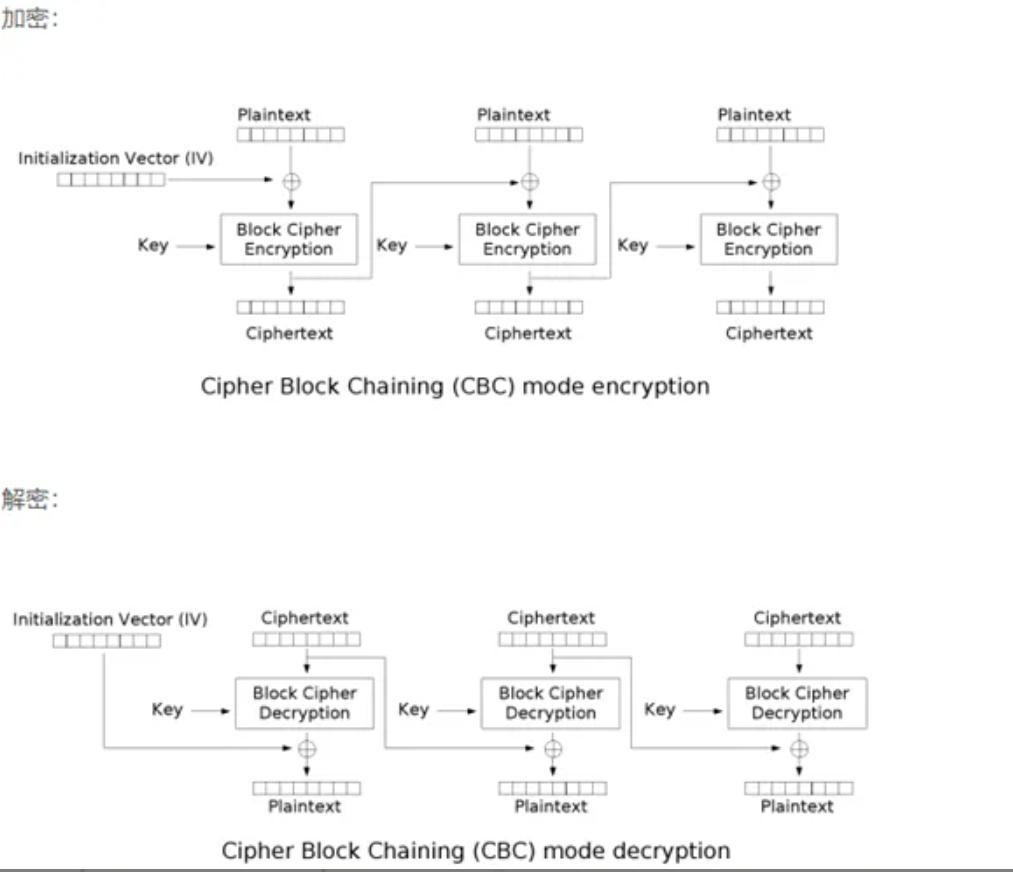 加密：
Plaintext Plaintext Plaintext
Initialization Vector (IV)
Key Block Cipher Encryption Key Block Cipher Encryption Key Block Cipher Encryption
Ciphertext Ciphertext Ciphertext
Cipher Block Chaining (CBC) mode encryption
解密：
Initialization Vector (IV) Ciphertext Ciphertext Ciphertext
Key Block Cipher Decryption Key Block Cipher Decryption Key Block Cipher Decryption
Plaintext Plaintext Plaintext
Cipher Block Chaining (CBC) mode decryption